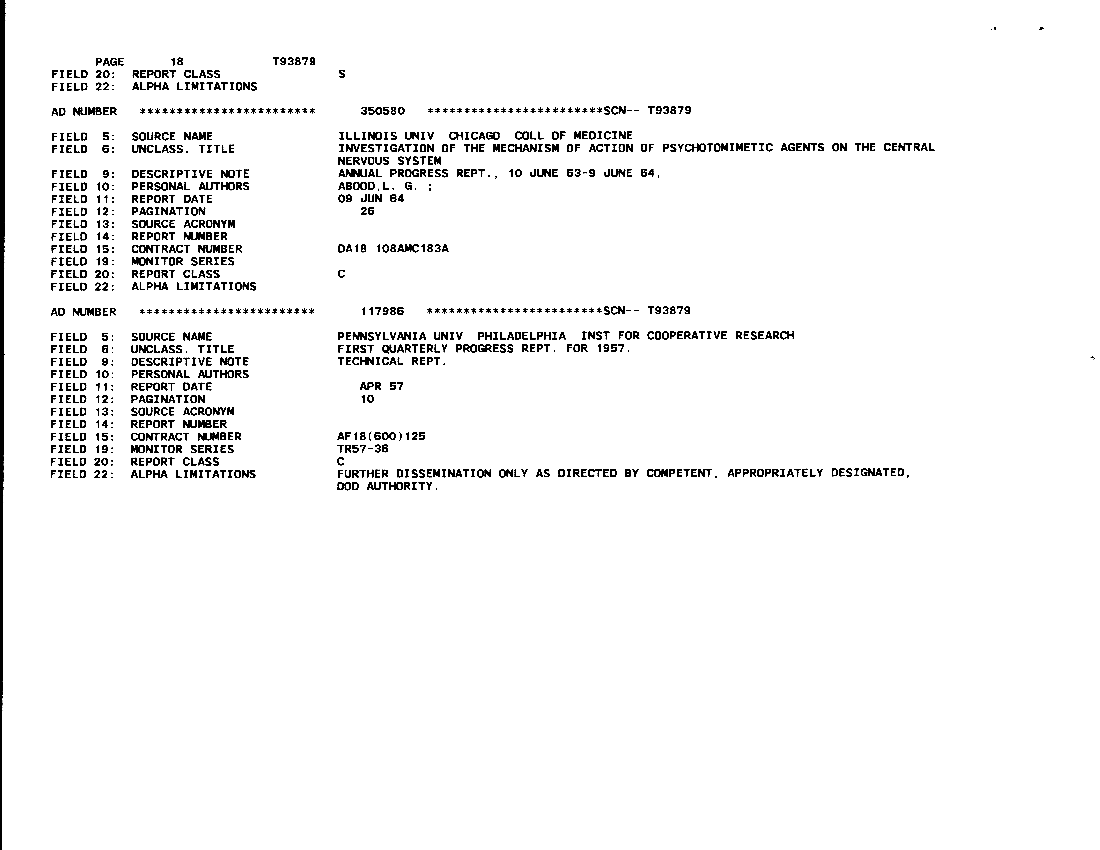 PAGE 18 T93879
FIELD 20: REPORT CLASS S
FIELD 22: ALPHA LIMITATIONS
AD NUMBER ************************ 350580 ************************SCN-- T93879
FIELD 5: SOURCE NAME ILLINOIS UNIV CHICAGO COLL OF MEDICINE
FIELD 6: UNCLASS. TITLE INVESTIGATION OF THE MECHANISM OF ACTION OF PSYCHOTOMIMETIC AGENTS ON THE CENTRAL
NERVOUS SYSTEM
FIELD 9: DESCRIPTIVE NOTE ANNUAL PROGRESS REPT., 10 JUNE 63-9 JUNE 64,
FIELD 10: PERSONAL AUTHORS ABOOD,L. G. ;
FIELD 11: REPORT DATE 09 JUN 64
FIELD 12: PAGINATION 26
FIELD 13: SOURCE ACRONYM
FIELD 14: REPORT NUMBER
FIELD 15: CONTRACT NUMBER DA18 108AMC183A
FIELD 19: MONITOR SERIES
FIELD 20: REPORT CLASS C
FIELD 22: ALPHA LIMITATIONS
AD NUMBER ************************ 117986 ************************SCN-- T93879
FIELD 5: SOURCE NAME PENNSYLVANIA UNIV PHILADELPHIA INST FOR COOPERATIVE RESEARCH
FIELD 6: UNCLASS. TITLE FIRST QUARTERLY PROGRESS REPT. FOR 1957.
FIELD 9: DESCRIPTIVE NOTE TECHNICAL REPT.
FIELD 10: PERSONAL AUTHORS
FIELD 11: REPORT DATE APR 57
FIELD 12: PAGINATION 10
FIELD 13: SOURCE ACRONYM
FIELD 14: REPORT NUMBER
FIELD 15: CONTRACT NUMBER AF18(600)125
FIELD 19: MONITOR SERIES TR57-36
FIELD 20: REPORT CLASS C
FIELD 22: ALPHA LIMITATIONS FURTHER DISSEMINATION ONLY AS DIRECTED BY COMPETENT, APPROPRIATELY DESIGNATED,
DOD AUTHORITY.